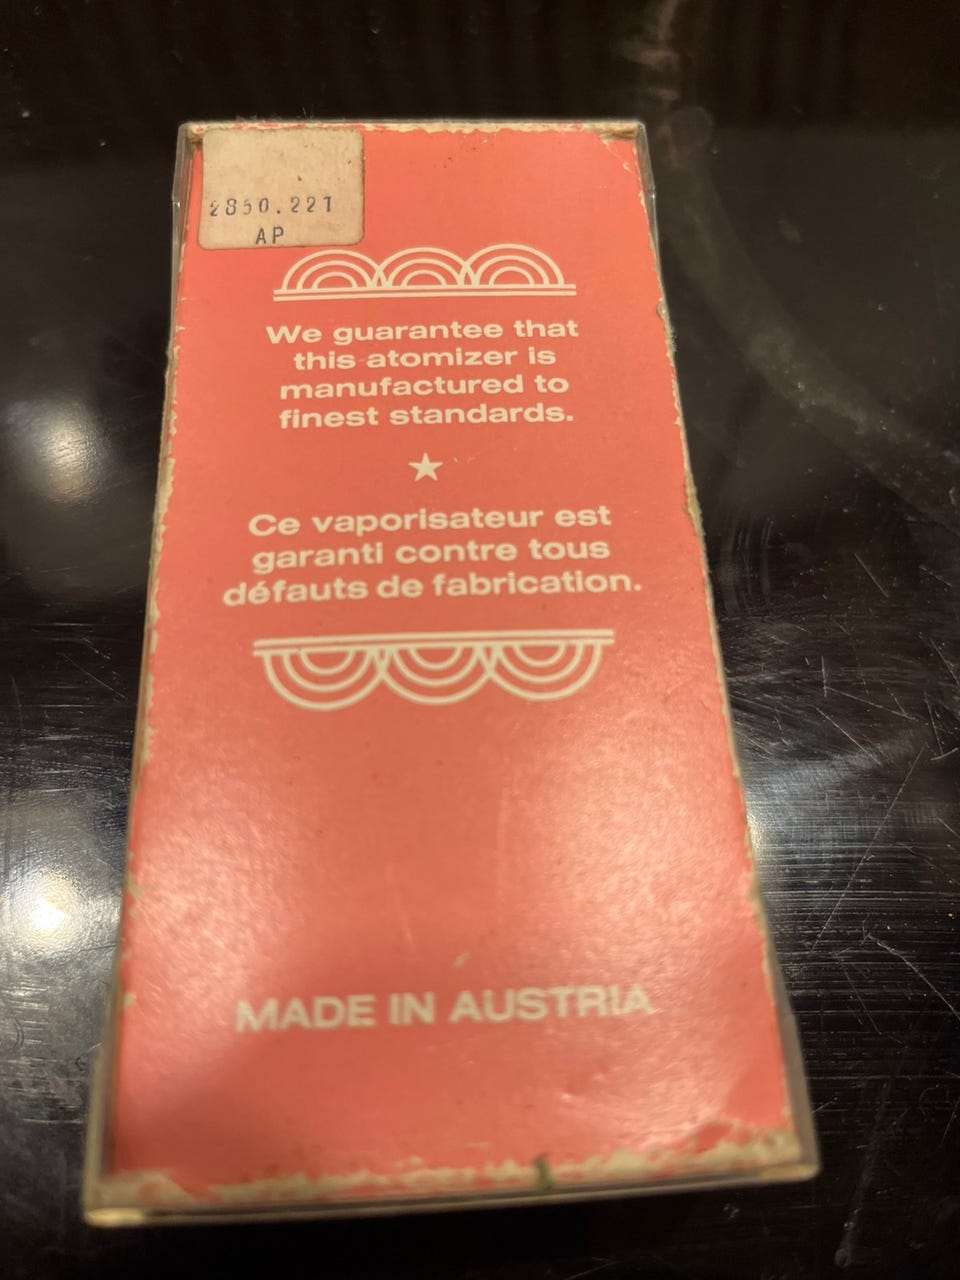 2850.221
AP
We guarantee that
this atomizer is
manufactured to
finest standards.
Ce vaporisateur est
garanti contre tous
défauts de fabrication.
MADE IN AUSTRIA